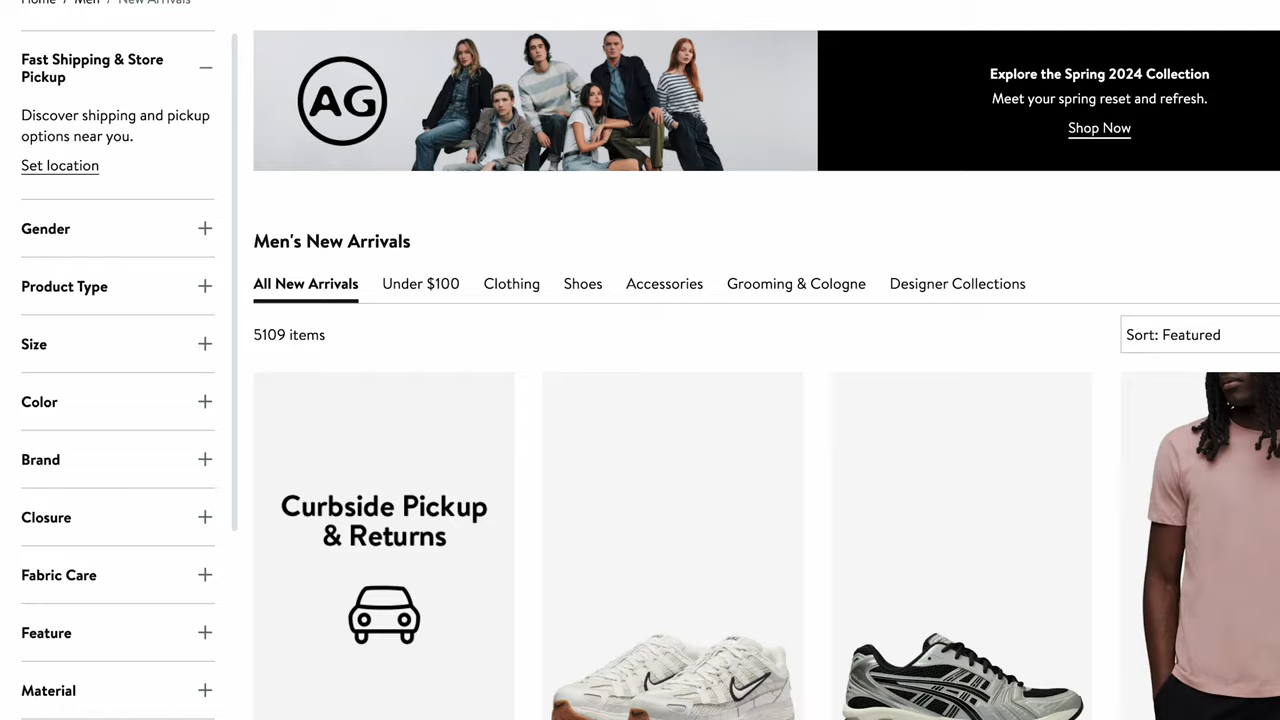 Home / Men / New Arrivals
Fast Shipping & Store
Pickup
Discover shipping and pickup
options near you.
Set location
Gender
Product Type
Size
Color
Brand
Closure
Fabric Care
Feature
Material
AG
Explore the Spring 2024 Collection
Meet your spring reset and refresh.
Shop Now
Men's New Arrivals
All New Arrivals Under $100 Clothing Shoes Accessories Grooming & Cologne Designer Collections
5109 items
Sort: Featured
Curbside Pickup
& Returns